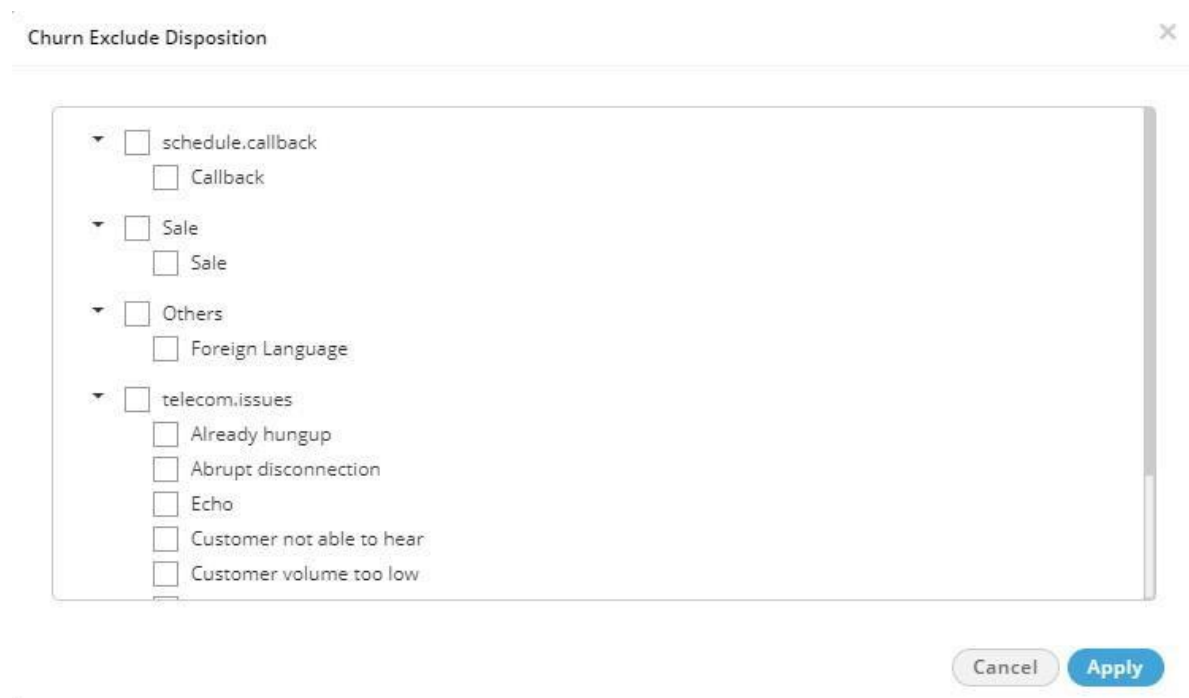 Churn Exclude Disposition
schedule.callback
Callback
Sale
Sale
Others
Foreign Language
telecom.issues
Already hungup
Abrupt disconnection
Echo
Customer not able to hear
Customer volume too low
Cancel
Apply